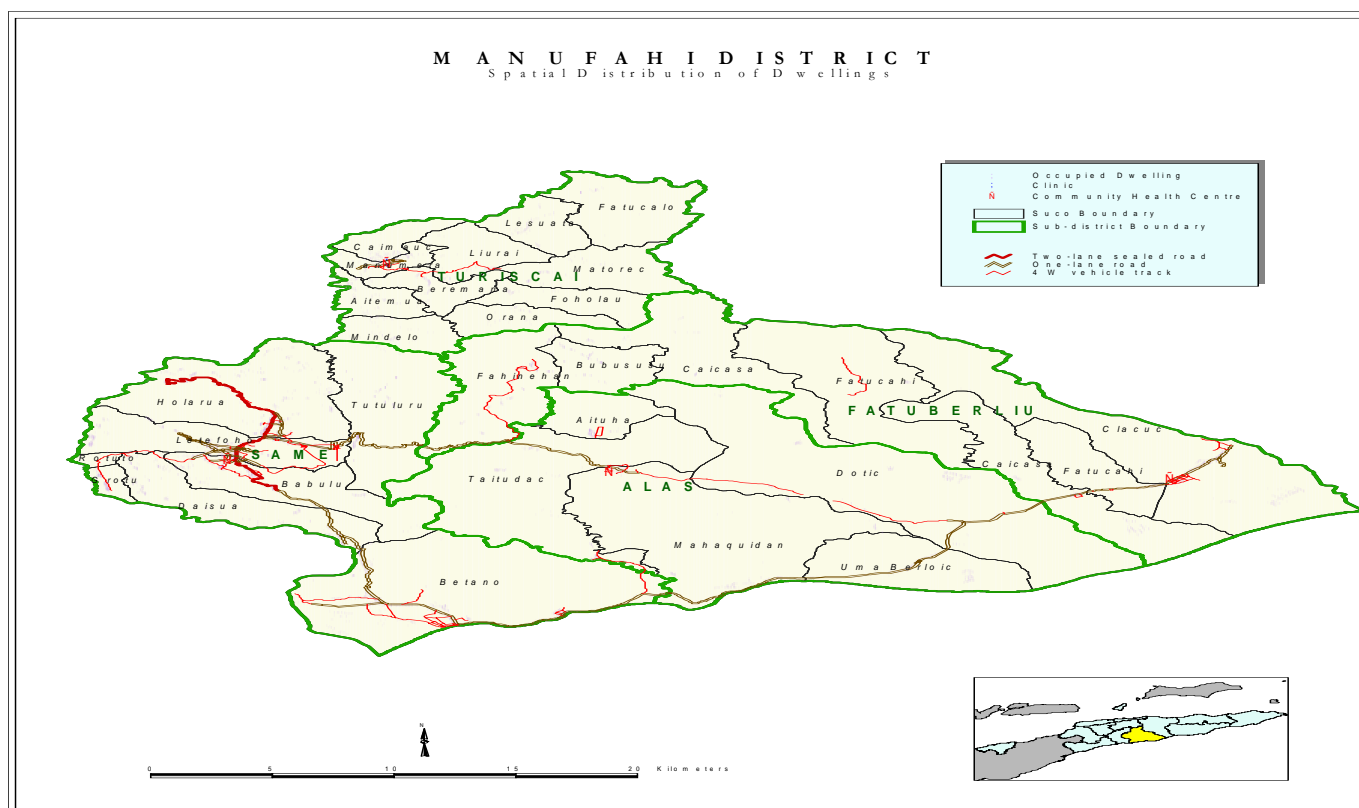 MANUFAHI DISTRICT
Spatial Distribution of Dwellings
Occupied Dwelling
Clinic
Ñ Community Health Centre
Suco Boundary
Sub-district Boundary
Two-lane sealed road
One-lane road
4W vehicle track
Fatucalo
Lesuata
Caimauc
Liurai
Manumera
Matorec
TURISCAI
Beremana
Aitemua
Foholau
Orana
Mindelo
Bubususu
Fahinehan
Caicasa
Fatucahi
Holarua
Tutuluru
FATUBERLIU
Aituha
Clacuc
Letefoho
SAME
Rotuto
Caicasa
Fatucahi
Dotic
Grotu
Babulu
Taitudac
Ñ
Ñ
ALAS
Daisua
Mahaquidan
Uma Berloic
Betano
N
0 5 10 15 20 Kilometers